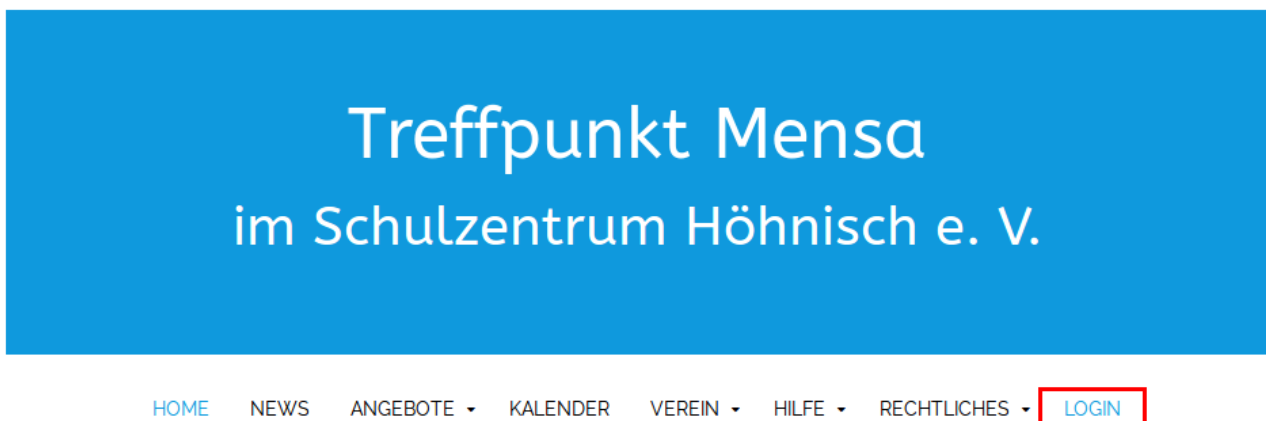 Treffpunkt Mensa
im Schulzentrum Höhnisch e. V.
HOME NEWS ANGEBOTE KALENDER VEREIN HILFE RECHTLICHES LOGIN